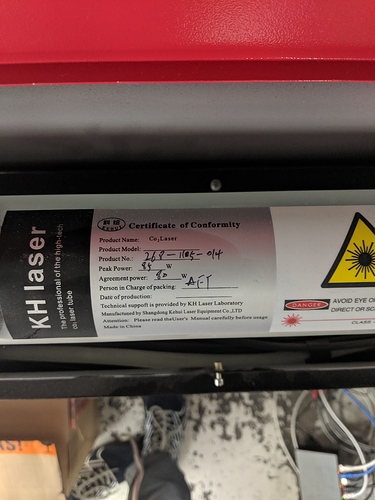 KH laser
The professional of the high-tech
co₂ laser tube
Certificate of Conformity
Product Name: Co₂Laser
Product Model:
Product No.:
Peak Power: 95 W
Agreement power: 80 W
Person in Charge of packing:
Date of production:
Technical support is provided by KH Laser Laboratory
Manufactured by Shangdong Kehui Laser Equipment Co.,LTD
Attention: Please read theUser's Manual carefully before usage
Made in China
DANGER
AVOID EYE O
DIRECT OR SC
CLASS